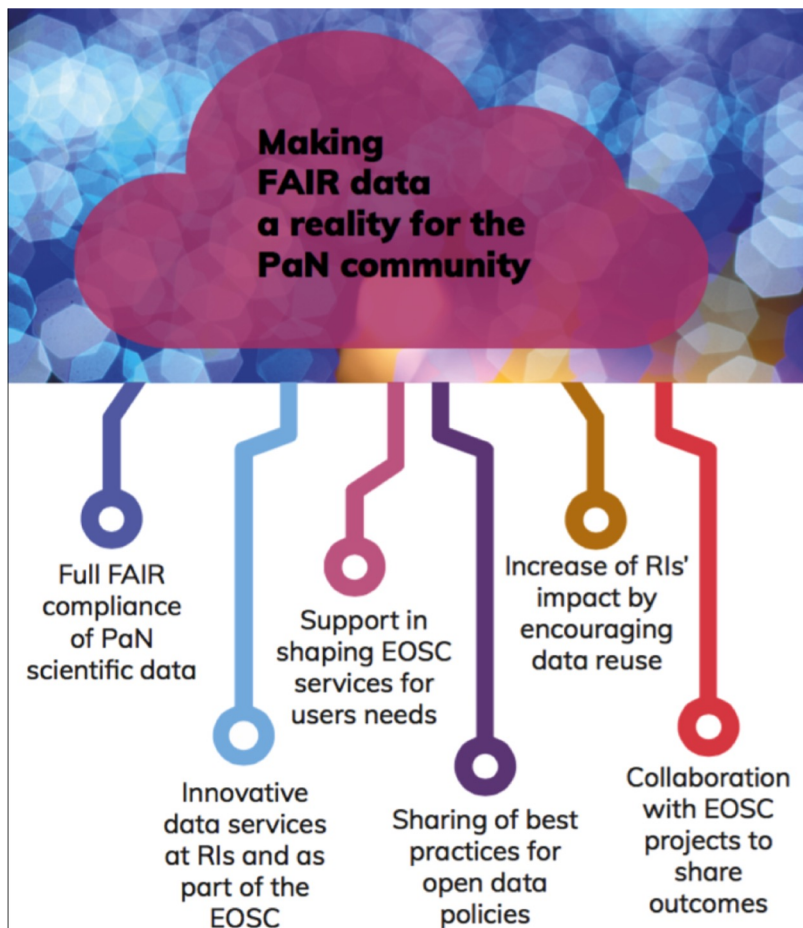 Making
FAIR data
a reality for the
PaN community
Full FAIR
compliance
of PaN
scientific data
Innovative
data services
at RIs and as
part of the
EOSC
Support in
shaping EOSC
services for
users needs
Sharing of best
practices for
open data
policies
Increase of RIs’
impact by
encouraging
data reuse
Collaboration
with EOSC
projects to
share
outcomes